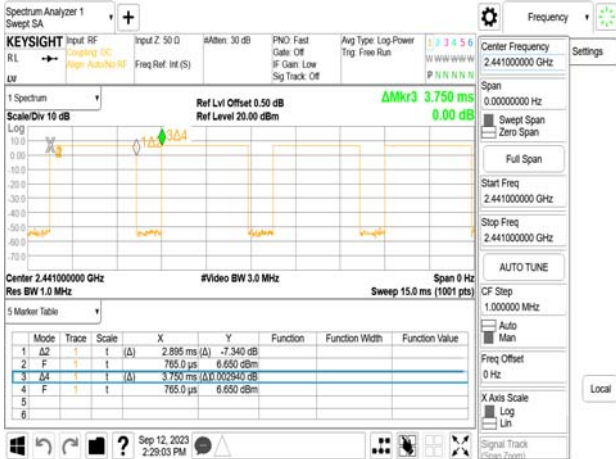 Spectrum Analyzer 1
Swept SA
Frequency
KEYSIGHT Input: RF Input Z: 50 Ω #Atten: 30 dB PNO: Fast Avg Type: Log-Power 1 2 3 4 5 6
RL Coupling: DC Gate: Off Trig: Free Run W W W W W W
Align: Auto/No RF Freq Ref: Int (S) IF Gain: Low P N N N N N
Sig Track: Off
Center Frequency
2.441000000 GHz
Settings
Span
0.00000000 Hz
Swept Span
Zero Span
Full Span
Start Freq
2.441000000 GHz
Stop Freq
2.441000000 GHz
AUTO TUNE
CF Step
1.000000 MHz
Auto
Man
Freq Offset
0 Hz
X Axis Scale
Log
Lin
Signal Track
(Span Zoom)
Local
1 Spectrum
Scale/Div 10 dB
Ref Lvl Offset 0.50 dB
Ref Level 20.00 dBm
ΔMkr3 3.750 ms
0.00 dB
Log
10.0
0.00
-10.0
-20.0
-30.0
-40.0
-50.0
-60.0
-70.0
1Δ2
3Δ4
Center 2.441000000 GHz #Video BW 3.0 MHz Span 0 Hz
Res BW 1.0 MHz Sweep 15.0 ms (1001 pts)
5 Marker Table
Mode Trace Scale X Y Function Function Width Function Value
1 Δ2 1 t (Δ) 2.895 ms (Δ) -7.340 dB
2 F 1 t 765.0 µs 6.650 dBm
3 Δ4 1 t (Δ) 3.750 ms (Δ) 0.002940 dB
4 F 1 t 765.0 µs 6.650 dBm
5
6
Sep 12, 2023
2:29:03 PM